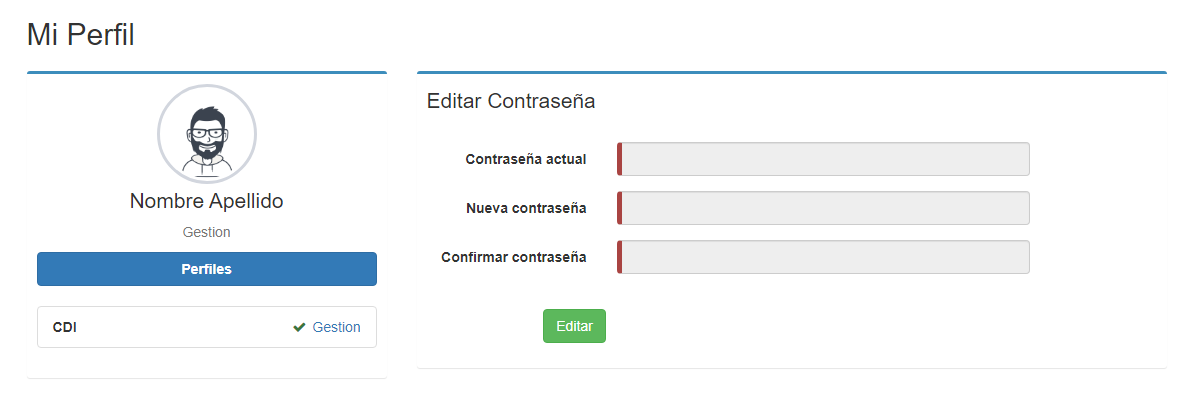 Mi Perfil
Nombre Apellido
Gestion
Perfiles
CDI Gestion
Editar Contraseña
Contraseña actual
Nueva contraseña
Confirmar contraseña
Editar